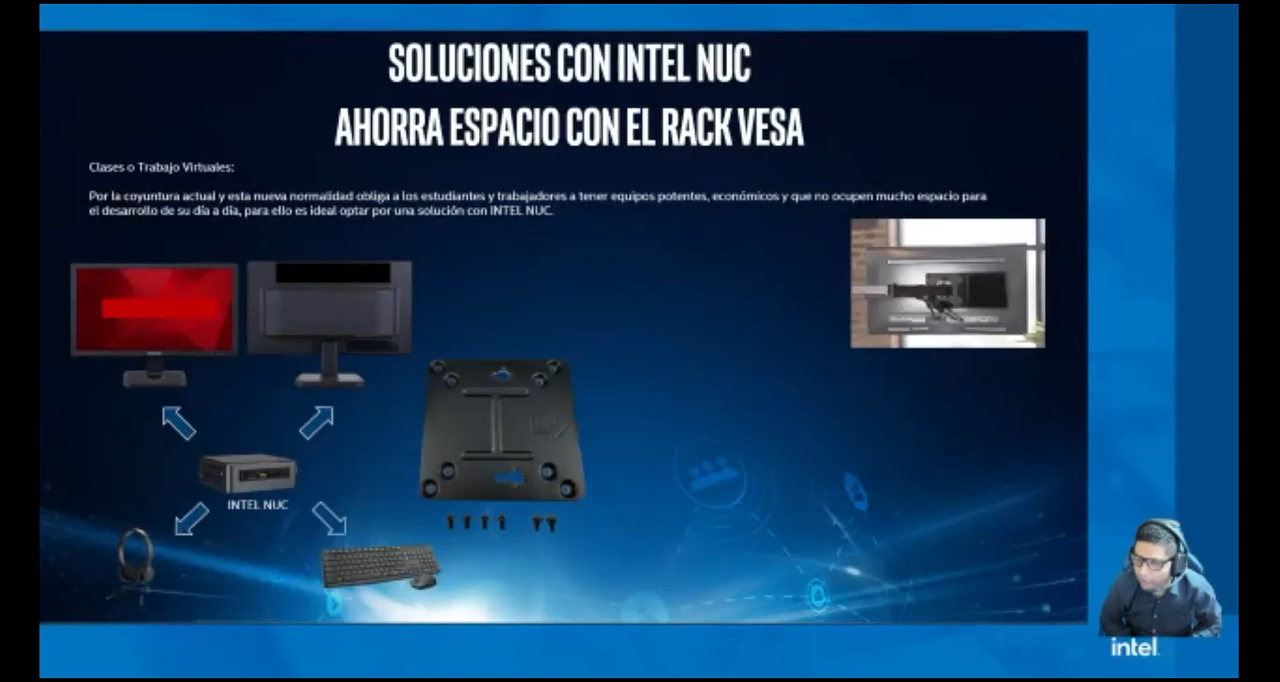 SOLUCIONES CON INTEL NUC
AHORRA ESPACIO CON EL RACK VESA
Clases o Trabajo Virtuales:
Por la coyuntura actual y esta nueva normalidad obliga a los estudiantes y trabajadores a tener equipos potentes, económicos y que no ocupen mucho espacio para
el desarrollo de su día a día, para ello es ideal optar por una solución con INTEL NUC.
INTEL NUC
intel